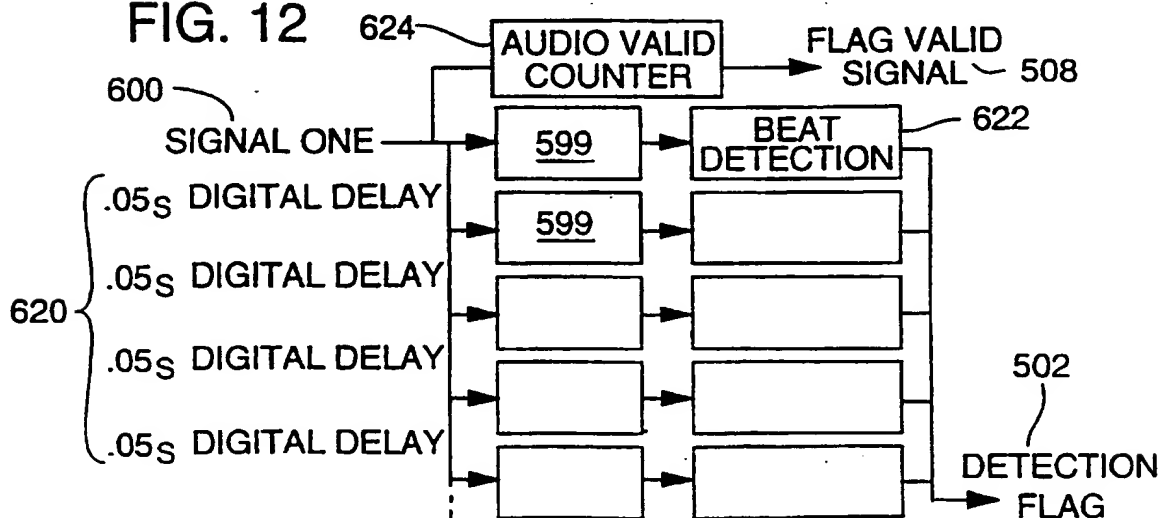 FIG. 12
624
AUDIO VALID
COUNTER
FLAG VALID
SIGNAL
508
600
SIGNAL ONE
599
BEAT
DETECTION
622
.05s DIGITAL DELAY
599
.05s DIGITAL DELAY
620
.05s DIGITAL DELAY
502
.05s DIGITAL DELAY
DETECTION
FLAG